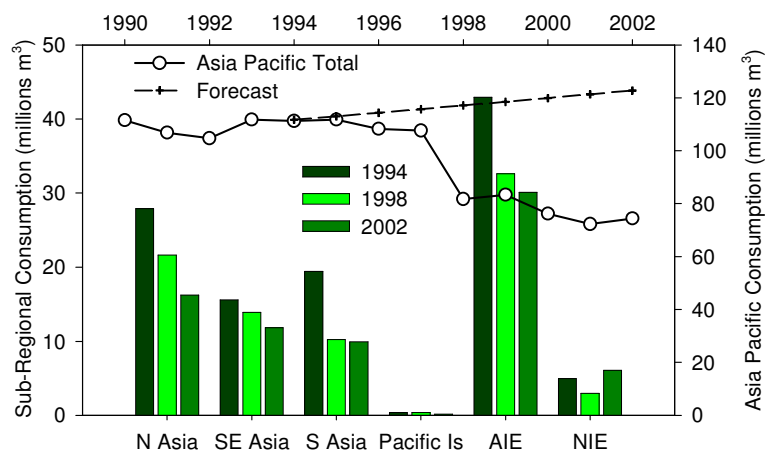 1990 1992 1994 1996 1998 2000 2002
Sub-Regional Consumption (millions m³)
50
40
30
20
10
0
Asia Pacific Total
Forecast
1994
1998
2002
140
120
100
80
60
40
20
0
Asia Pacific Consumption (millions m³)
N Asia SE Asia S Asia Pacific Is AIE NIE